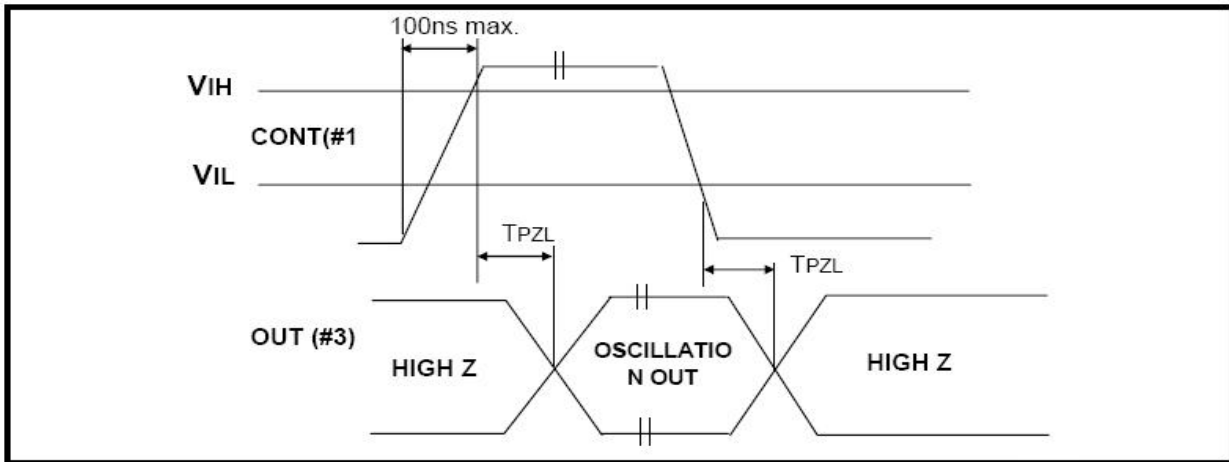 100ns max.
VIH
CONT(#1
VIL
TPZL
TPZL
OUT (#3)
HIGH Z
OSCILLATIO
N OUT
HIGH Z